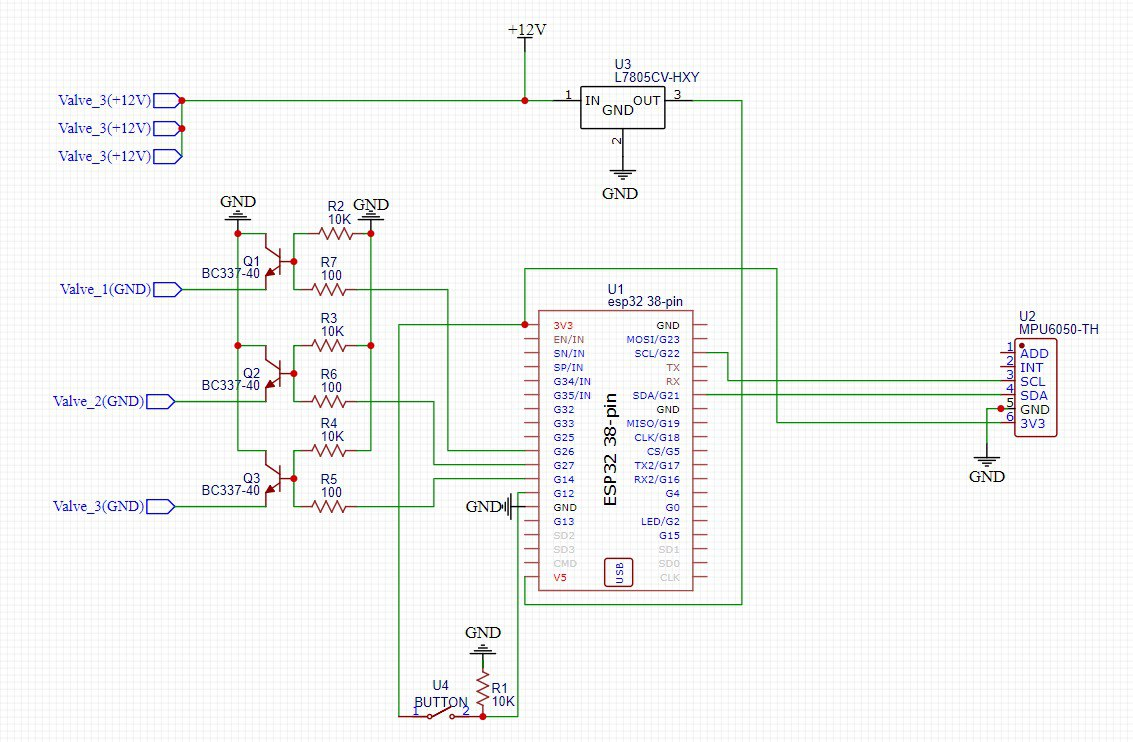 +12V
U3
L7805CV-HXY
Valve_3(+12V)
1 IN OUT 3
GND
Valve_3(+12V)
2
Valve_3(+12V)
GND
GND
R2 GND
10K
Q1
BC337-40
R7
100
Valve_1(GND)
U1
esp32 38-pin
R3
10K
Q2
BC337-40
R6
100
Valve_2(GND)
R4
10K
Q3
BC337-40
R5
100
Valve_3(GND)
3V3 GND
EN/IN MOSI/G23
SN/IN SCL/G22
SP/IN TX
G34/IN RX
G35/IN SDA/G21
G32 GND
G33 MISO/G19
G25 CLK/G18
G26 CS/G5
G27 TX2/G17
G14 RX2/G16
G12 G4
GND GND G0
G13 LED/G2
SD2 G15
SD3 SD1
CMD SD0
V5 CLK
ESP32 38-pin
USB
U2
MPU6050-TH
1 ADD
2 INT
3 SCL
4 SDA
5 GND
6 3V3
GND
GND
U4
BUTTON
1 2
R1
10K